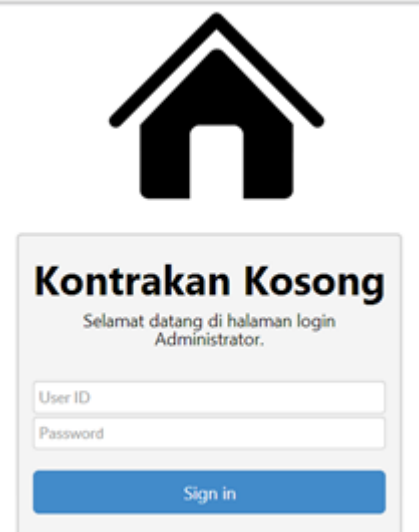 Kontrakan Kosong
Selamat datang di halaman login
Administrator.
User ID
Password
Sign in